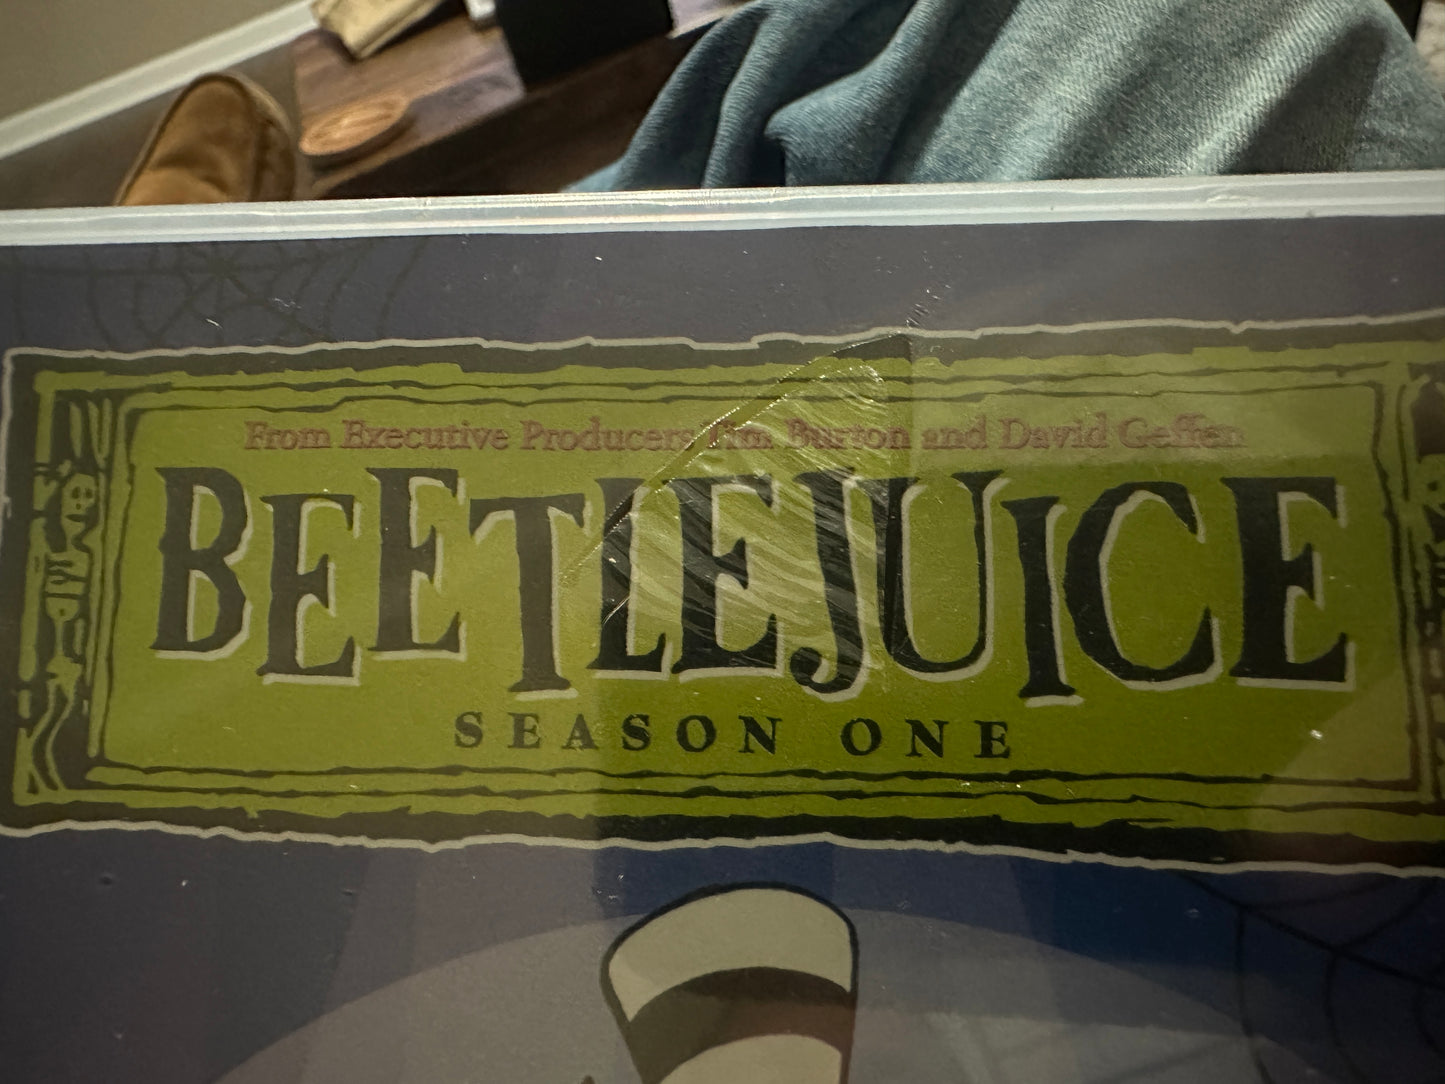 From Executive Producers Tim Burton and David Geffen
BEETLEJUICE
SEASON ONE